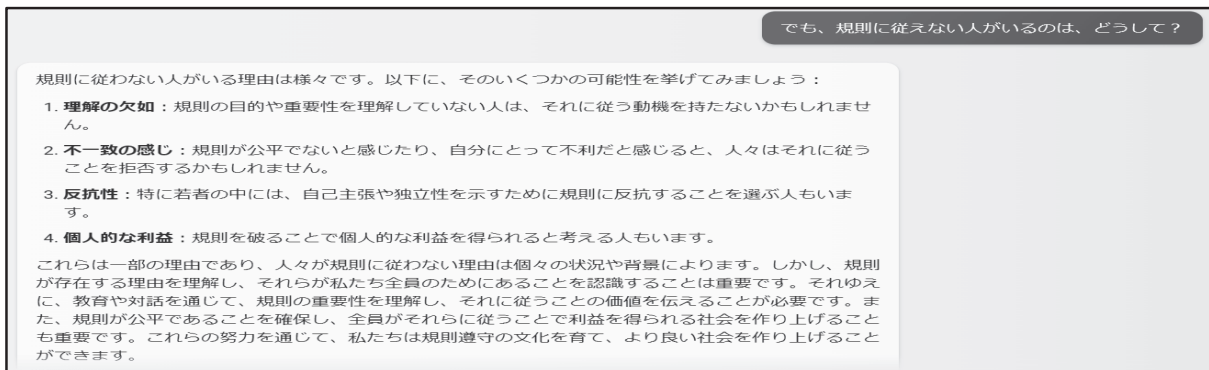 でも、規則に従えない人がいるのは、どうして？
規則に従わない人がいる理由は様々です。以下に、そのいくつかの可能性を挙げてみましょう：
1. 理解の欠如：規則の目的や重要性を理解していない人は、それに従う動機を持たないかもしれませ
ん。
2. 不一致の感じ：規則が公平でないと感じたり、自分にとって不利だと感じると、人々はそれに従う
ことを拒否するかもしれません。
3. 反抗性：特に若者の中には、自己主張や独立性を示すために規則に反抗することを選ぶ人もいま
す。
4. 個人的な利益：規則を破ることで個人的な利益を得られると考える人もいます。
これらは一部の理由であり、人々が規則に従わない理由は個々の状況や背景によります。しかし、規則
が存在する理由を理解し、それらが私たち全員のためにあることを認識することは重要です。それゆえ
に、教育や対話を通じて、規則の重要性を理解し、それに従うことの価値を伝えることが必要です。ま
た、規則が公平であることを確保し、全員がそれらに従うことで利益を得られる社会を作り上げること
も重要です。これらの努力を通じて、私たちは規則遵守の文化を育て、より良い社会を作り上げること
ができます。